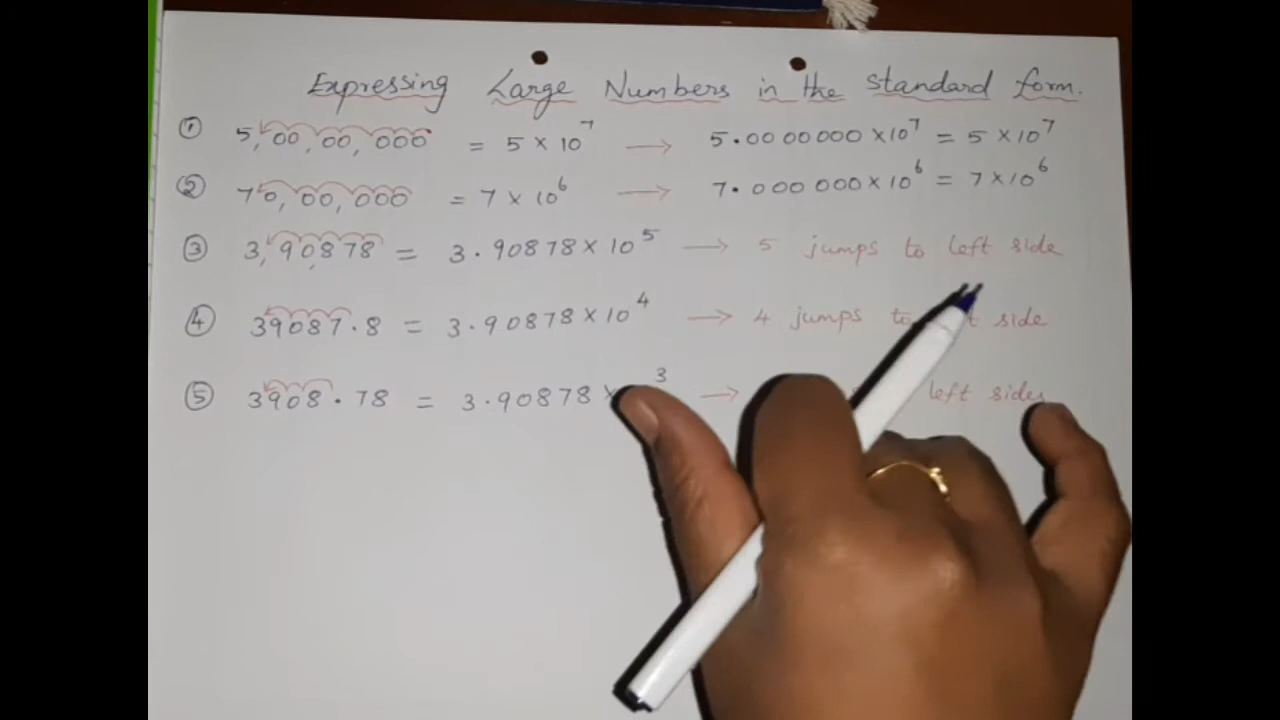 Expressing Large Numbers in the standard form.
① 5,00,00,000 = 5 × 10⁷ → 5.0000000 × 10⁷ = 5 × 10⁷
② 70,00,000 = 7 × 10⁶ → 7.000000 × 10⁶ = 7 × 10⁶
③ 3,90,878 = 3.90878 × 10⁵ → 5 jumps to left side
④ 39087.8 = 3.90878 × 10⁴ → 4 jumps to side
⑤ 3908.78 = 3.90878 × ³ → left side